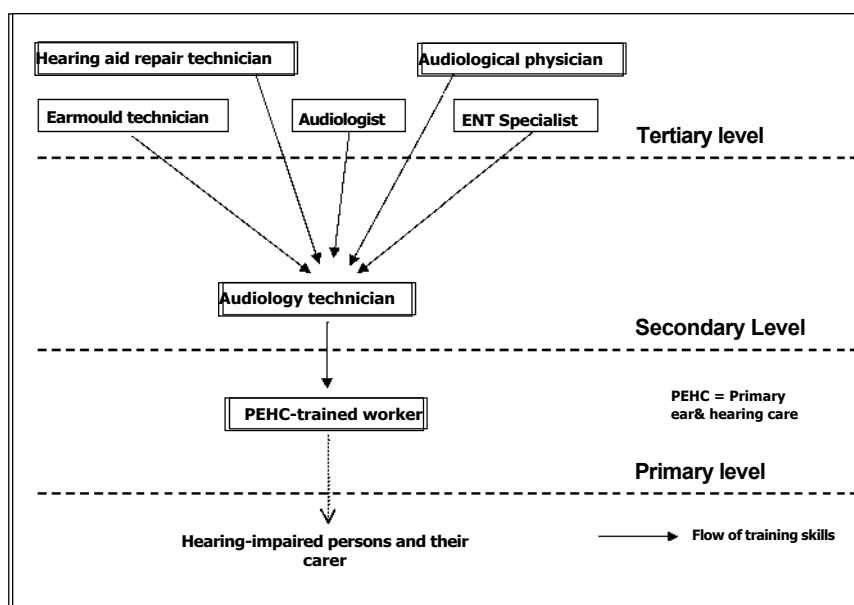 Hearing aid repair technician
Audiological physician
Earmould technician
Audiologist
ENT Specialist
Tertiary level
Audiology technician
Secondary Level
PEHC-trained worker
PEHC = Primary
ear& hearing care
Primary level
Hearing-impaired persons and their
carer
Flow of training skills